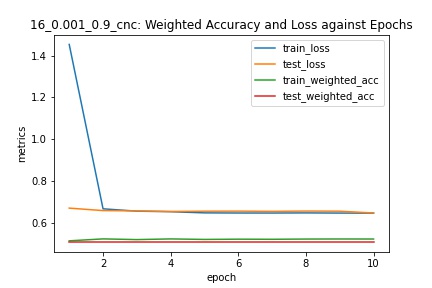 16_0.001_0.9_cnc: Weighted Accuracy and Loss against Epochs
train_loss
test_loss
train_weighted_acc
test_weighted_acc
metrics
1.4
1.2
1.0
0.8
0.6
2 4 6 8 10
epoch